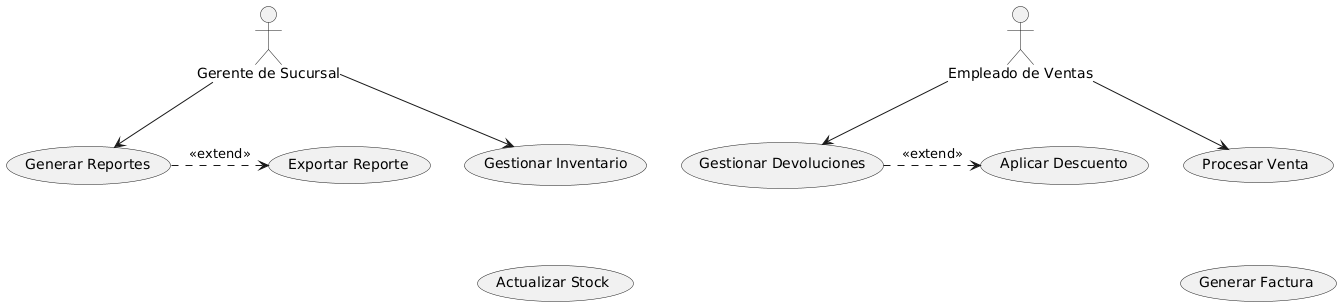 Gerente de Sucursal
Empleado de Ventas
Generar Reportes
«extend»
Exportar Reporte
Gestionar Inventario
Gestionar Devoluciones
«extend»
Aplicar Descuento
Procesar Venta
Actualizar Stock
Generar Factura